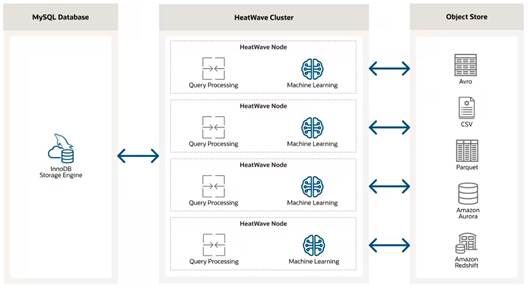 MySQL Database
InnoDB
Storage Engine
HeatWave Cluster
HeatWave Node
Query Processing
Machine Learning
HeatWave Node
Query Processing
Machine Learning
HeatWave Node
Query Processing
Machine Learning
HeatWave Node
Query Processing
Machine Learning
Object Store
Avro
CSV
Parquet
Amazon
Aurora
Amazon
Redshift